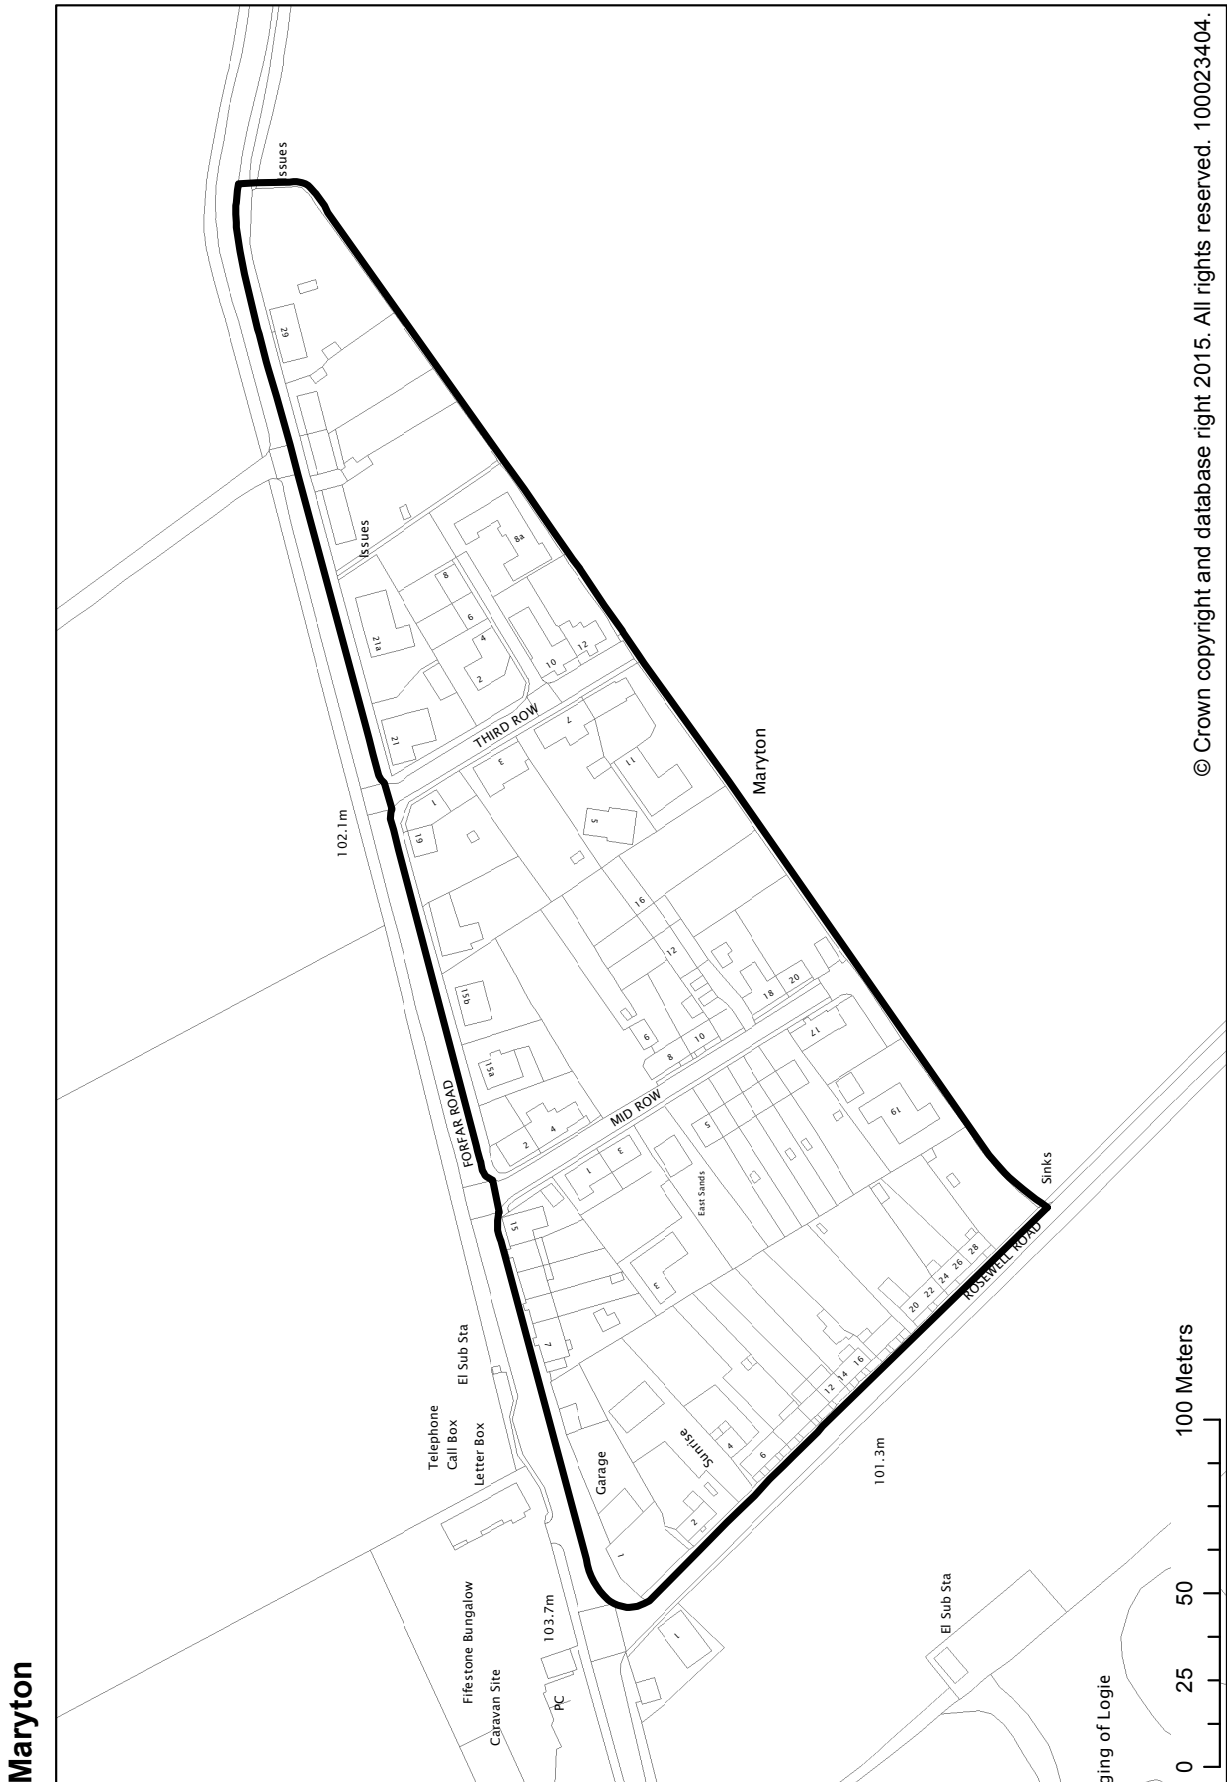 Maryton
Issues
29
Issues
8a
8
6
4
2
10
12
21a
21
THIRD ROW
7
3
11
1
5
19
Maryton
102.1m
16
12
15b
18
20
6
8
10
17
15a
FORFAR ROAD
2
4
MID ROW
1
3
5
19
East Sands
15
3
Sinks
ROSEWELL ROAD
28
26
24
22
20
7
El Sub Sta
16
14
12
Telephone
Call Box
Letter Box
Garage
Sunrise
4
6
2
1
101.3m
Fifestone Bungalow
Caravan Site
103.7m
PC
1
El Sub Sta
ging of Logie
0 25 50 100 Meters
© Crown copyright and database right 2015. All rights reserved. 100023404.